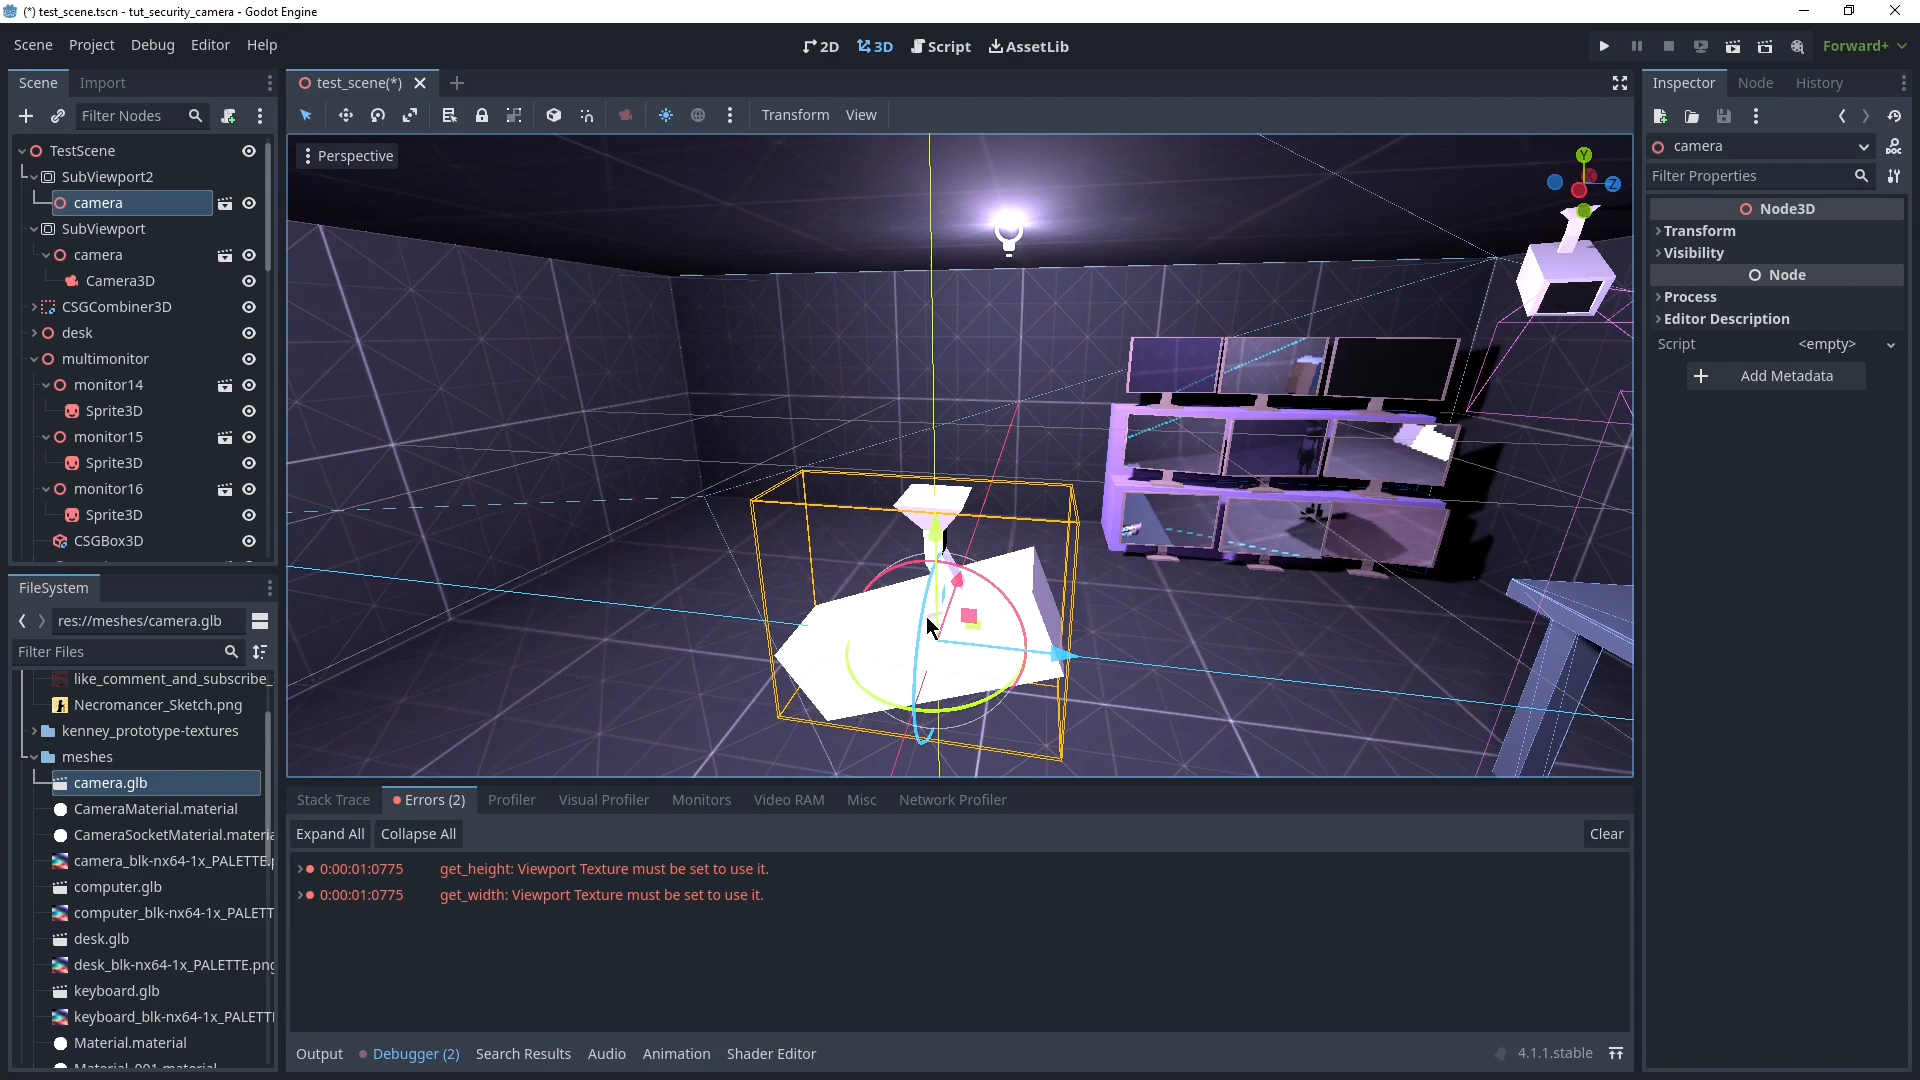 (*) test_scene.tscn - tut_security_camera - Godot Engine
Scene Project Debug Editor Help
2D 3D Script AssetLib
Forward+
Scene Import
Filter Nodes
TestScene
SubViewport2
camera
SubViewport
camera
Camera3D
CSGCombiner3D
desk
multimonitor
monitor14
Sprite3D
monitor15
Sprite3D
monitor16
Sprite3D
CSGBox3D
FileSystem
res://meshes/camera.glb
Filter Files
like_comment_and_subscribe_
Necromancer_Sketch.png
kenney_prototype-textures
meshes
camera.glb
CameraMaterial.material
CameraSocketMaterial.materia
camera_blk-nx64-1x_PALETTE.p
computer.glb
computer_blk-nx64-1x_PALETT
desk.glb
desk_blk-nx64-1x_PALETTE.png
keyboard.glb
keyboard_blk-nx64-1x_PALETT
Material.material
Material_001.material
test_scene(*)
Transform View
Perspective
Y
Z
Stack Trace Errors (2) Profiler Visual Profiler Monitors Video RAM Misc Network Profiler
Expand All Collapse All Clear
0:00:01:0775 get_height: Viewport Texture must be set to use it.
0:00:01:0775 get_width: Viewport Texture must be set to use it.
Output Debugger (2) Search Results Audio Animation Shader Editor
4.1.1.stable
Inspector Node History
camera
Filter Properties
Node3D
Transform
Visibility
Node
Process
Editor Description
Script <empty>
Add Metadata